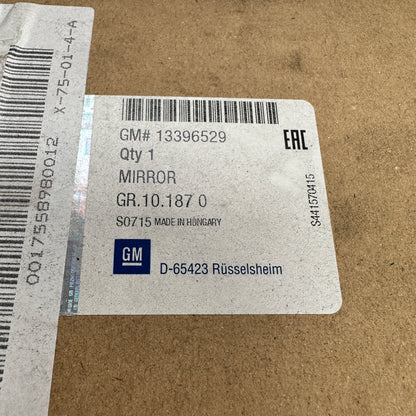 X-75-01-4-A
0017558980012
GM# 13396529
Qty 1
MIRROR
GR.10.187 0
S0715 MADE IN HUNGARY
GM
D-65423 Rüsselsheim
EAC
S441570415